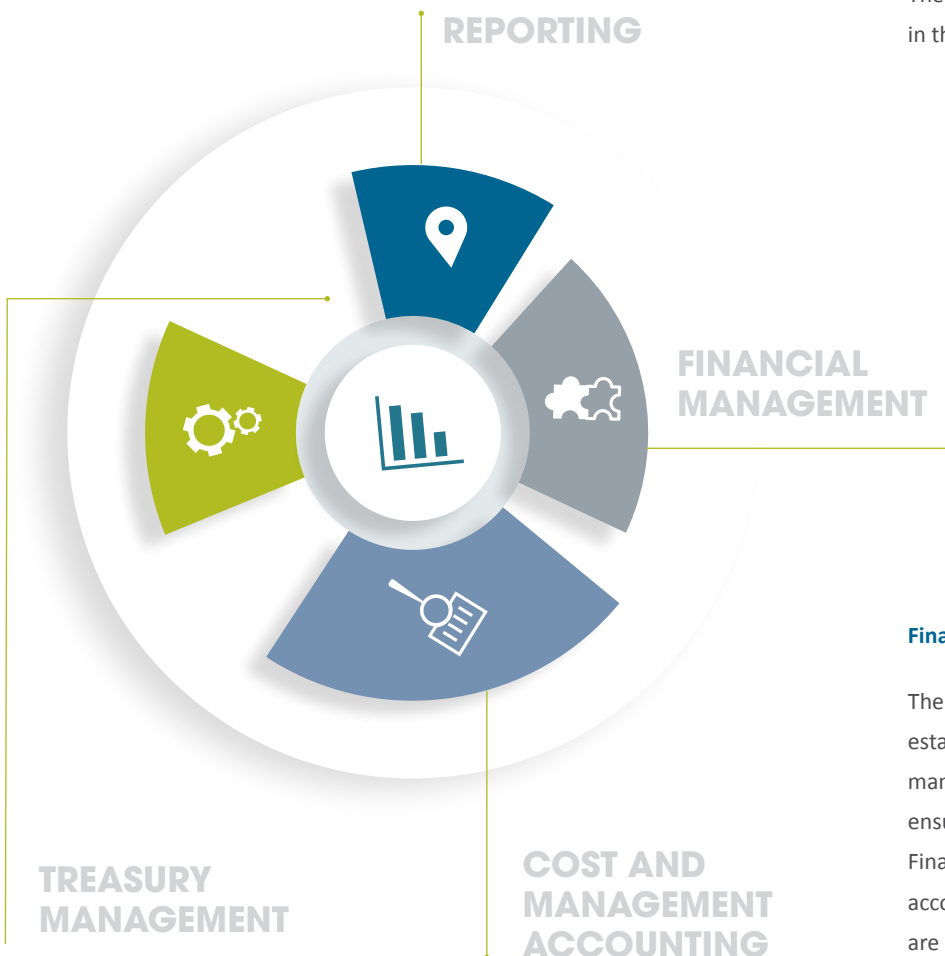 The
in th
REPORTING
FINANCIAL
MANAGEMENT
Fina
The
esta
man
ensu
Fina
acco
are
TREASURY
MANAGEMENT
COST AND
MANAGEMENT
ACCOUNTING